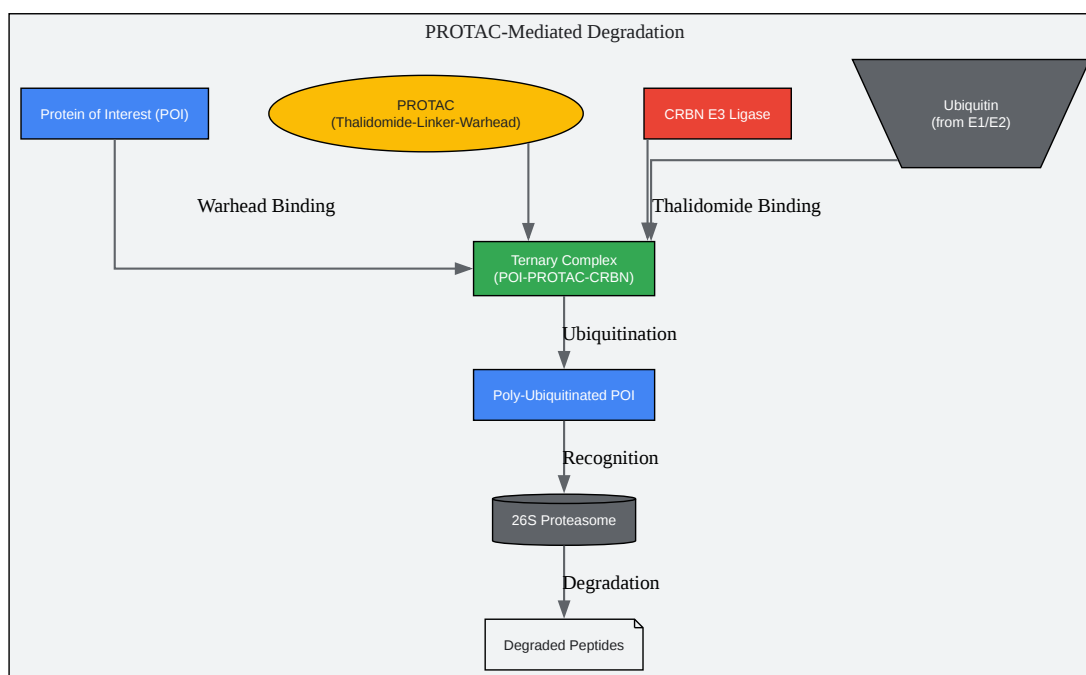 PROTAC-Mediated Degradation
Protein of Interest (POI)
PROTAC
(Thalidomide-Linker-Warhead)
CRBN E3 Ligase
Ubiquitin
(from E1/E2)
Warhead Binding
Thalidomide Binding
Ternary Complex
(POI-PROTAC-CRBN)
Ubiquitination
Poly-Ubiquitinated POI
Recognition
26S Proteasome
Degradation
Degraded Peptides